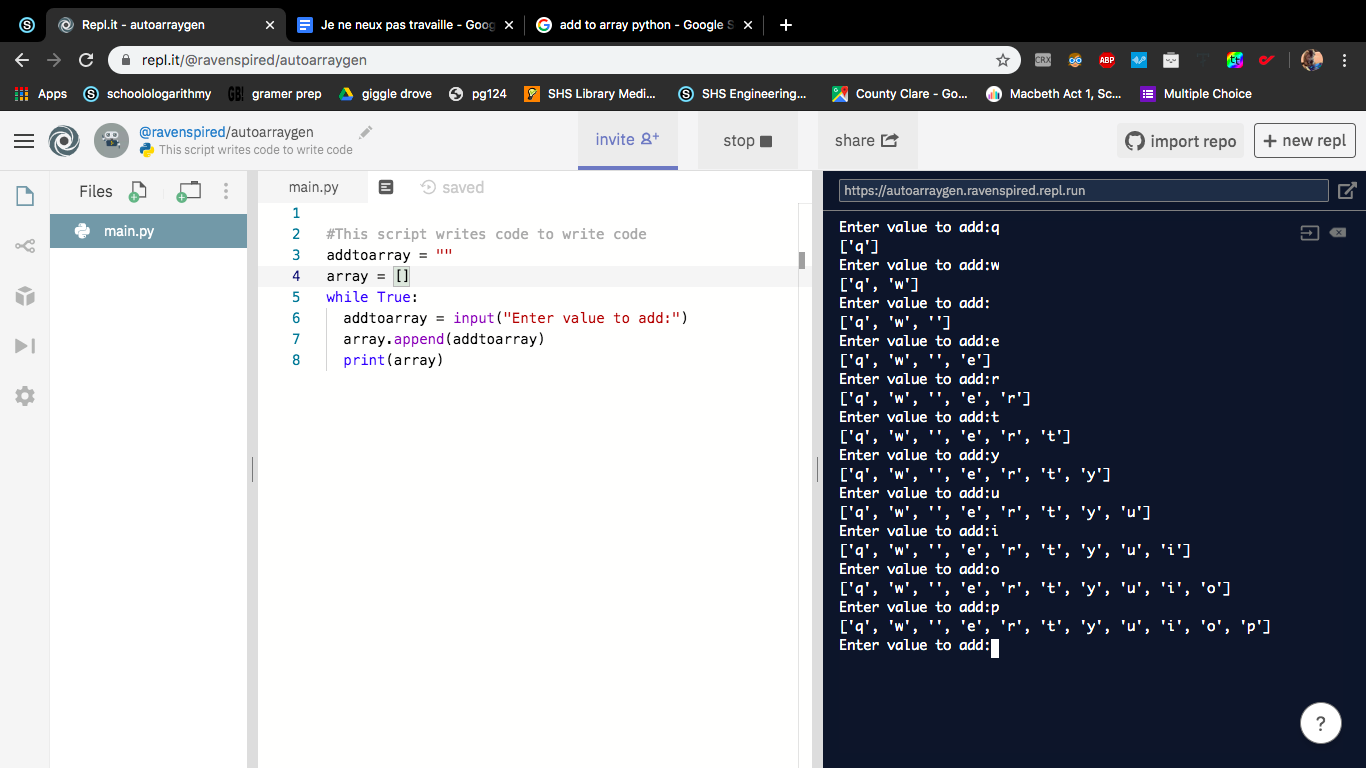 Repl.it - autoarraygen
Je ne neux pas travaille - Goog
add to array python - Google S
repl.it/@ravenspired/autoarraygen
CRX
ABP
Apps
schoolologarithmy
GB!
gramer prep
giggle drove
pg124
SHS Library Medi...
SHS Engineering...
County Clare - Go...
Macbeth Act 1, Sc...
Multiple Choice
@ravenspired/autoarraygen
This script writes code to write code
invite
stop
share
import repo
+ new repl
Files
main.py
main.py
saved
1
2 #This script writes code to write code
3 addtoarray = ""
4 array = []
5 while True:
6 addtoarray = input("Enter value to add:")
7 array.append(addtoarray)
8 print(array)
https://autoarraygen.ravenspired.repl.run
Enter value to add:q
['q']
Enter value to add:w
['q', 'w']
Enter value to add:
['q', 'w', '']
Enter value to add:e
['q', 'w', '', 'e']
Enter value to add:r
['q', 'w', '', 'e', 'r']
Enter value to add:t
['q', 'w', '', 'e', 'r', 't']
Enter value to add:y
['q', 'w', '', 'e', 'r', 't', 'y']
Enter value to add:u
['q', 'w', '', 'e', 'r', 't', 'y', 'u']
Enter value to add:i
['q', 'w', '', 'e', 'r', 't', 'y', 'u', 'i']
Enter value to add:o
['q', 'w', '', 'e', 'r', 't', 'y', 'u', 'i', 'o']
Enter value to add:p
['q', 'w', '', 'e', 'r', 't', 'y', 'u', 'i', 'o', 'p']
Enter value to add:
?